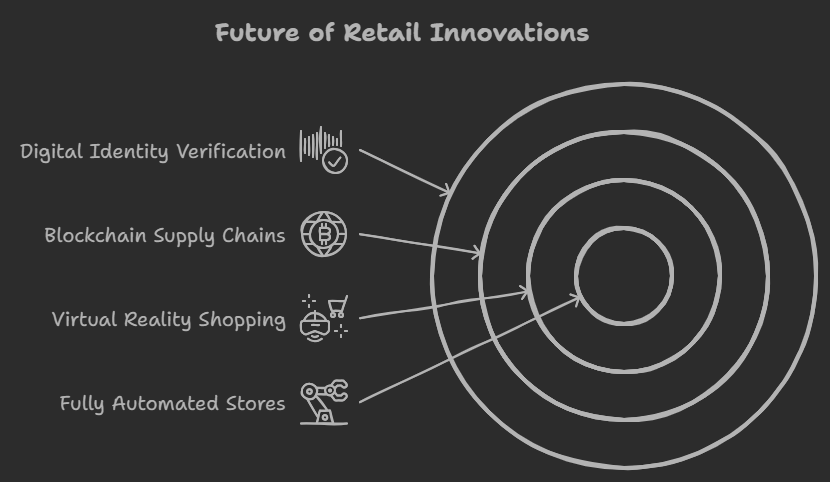 Future of Retail Innovations
Digital Identity Verification
Blockchain Supply Chains
Virtual Reality Shopping
Fully Automated Stores